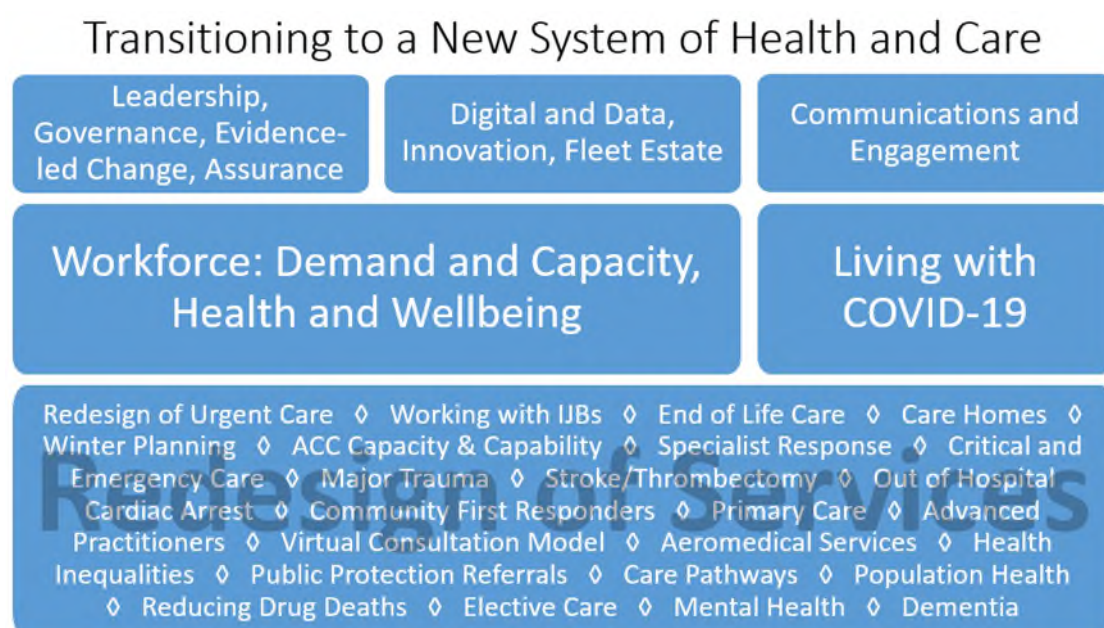 Transitioning to a New System of Health and Care
Leadership,
Governance, Evidence-
led Change, Assurance
Digital and Data,
Innovation, Fleet Estate
Communications and
Engagement
Workforce: Demand and Capacity,
Health and Wellbeing
Living with
COVID-19
Redesign of Services
Redesign of Urgent Care ◊ Working with IJBs ◊ End of Life Care ◊ Care Homes ◊
Winter Planning ◊ ACC Capacity & Capability ◊ Specialist Response ◊ Critical and
Emergency Care ◊ Major Trauma ◊ Stroke/Thrombectomy ◊ Out of Hospital
Cardiac Arrest ◊ Community First Responders ◊ Primary Care ◊ Advanced
Practitioners ◊ Virtual Consultation Model ◊ Aeromedical Services ◊ Health
Inequalities ◊ Public Protection Referrals ◊ Care Pathways ◊ Population Health
◊ Reducing Drug Deaths ◊ Elective Care ◊ Mental Health ◊ Dementia